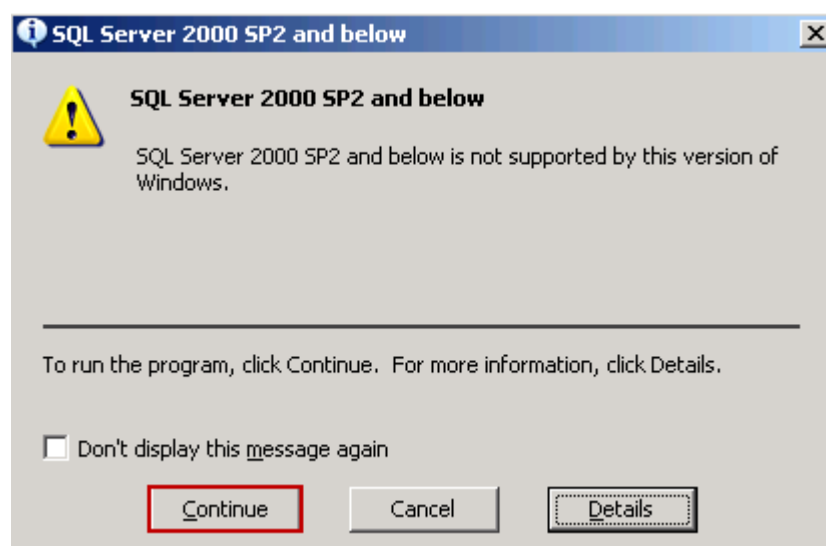 SQL Server 2000 SP2 and below
SQL Server 2000 SP2 and below
SQL Server 2000 SP2 and below is not supported by this version of
Windows.
To run the program, click Continue. For more information, click Details.
Don't display this message again
Continue Cancel Details